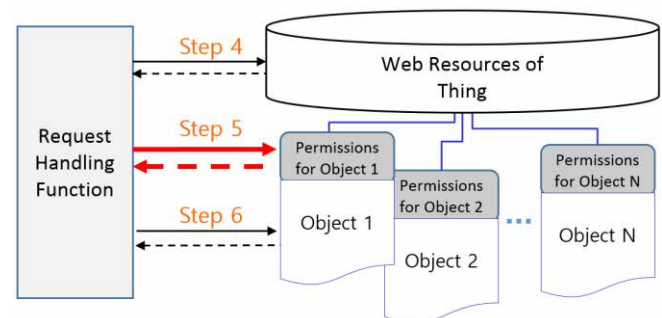 Step 4
Web Resources of
Thing
Request
Handling
Function
Step 5
Permissions
for Object 1
Permissions
for Object 2
Permissions
for Object N
Step 6
Object 1
Object 2
Object N